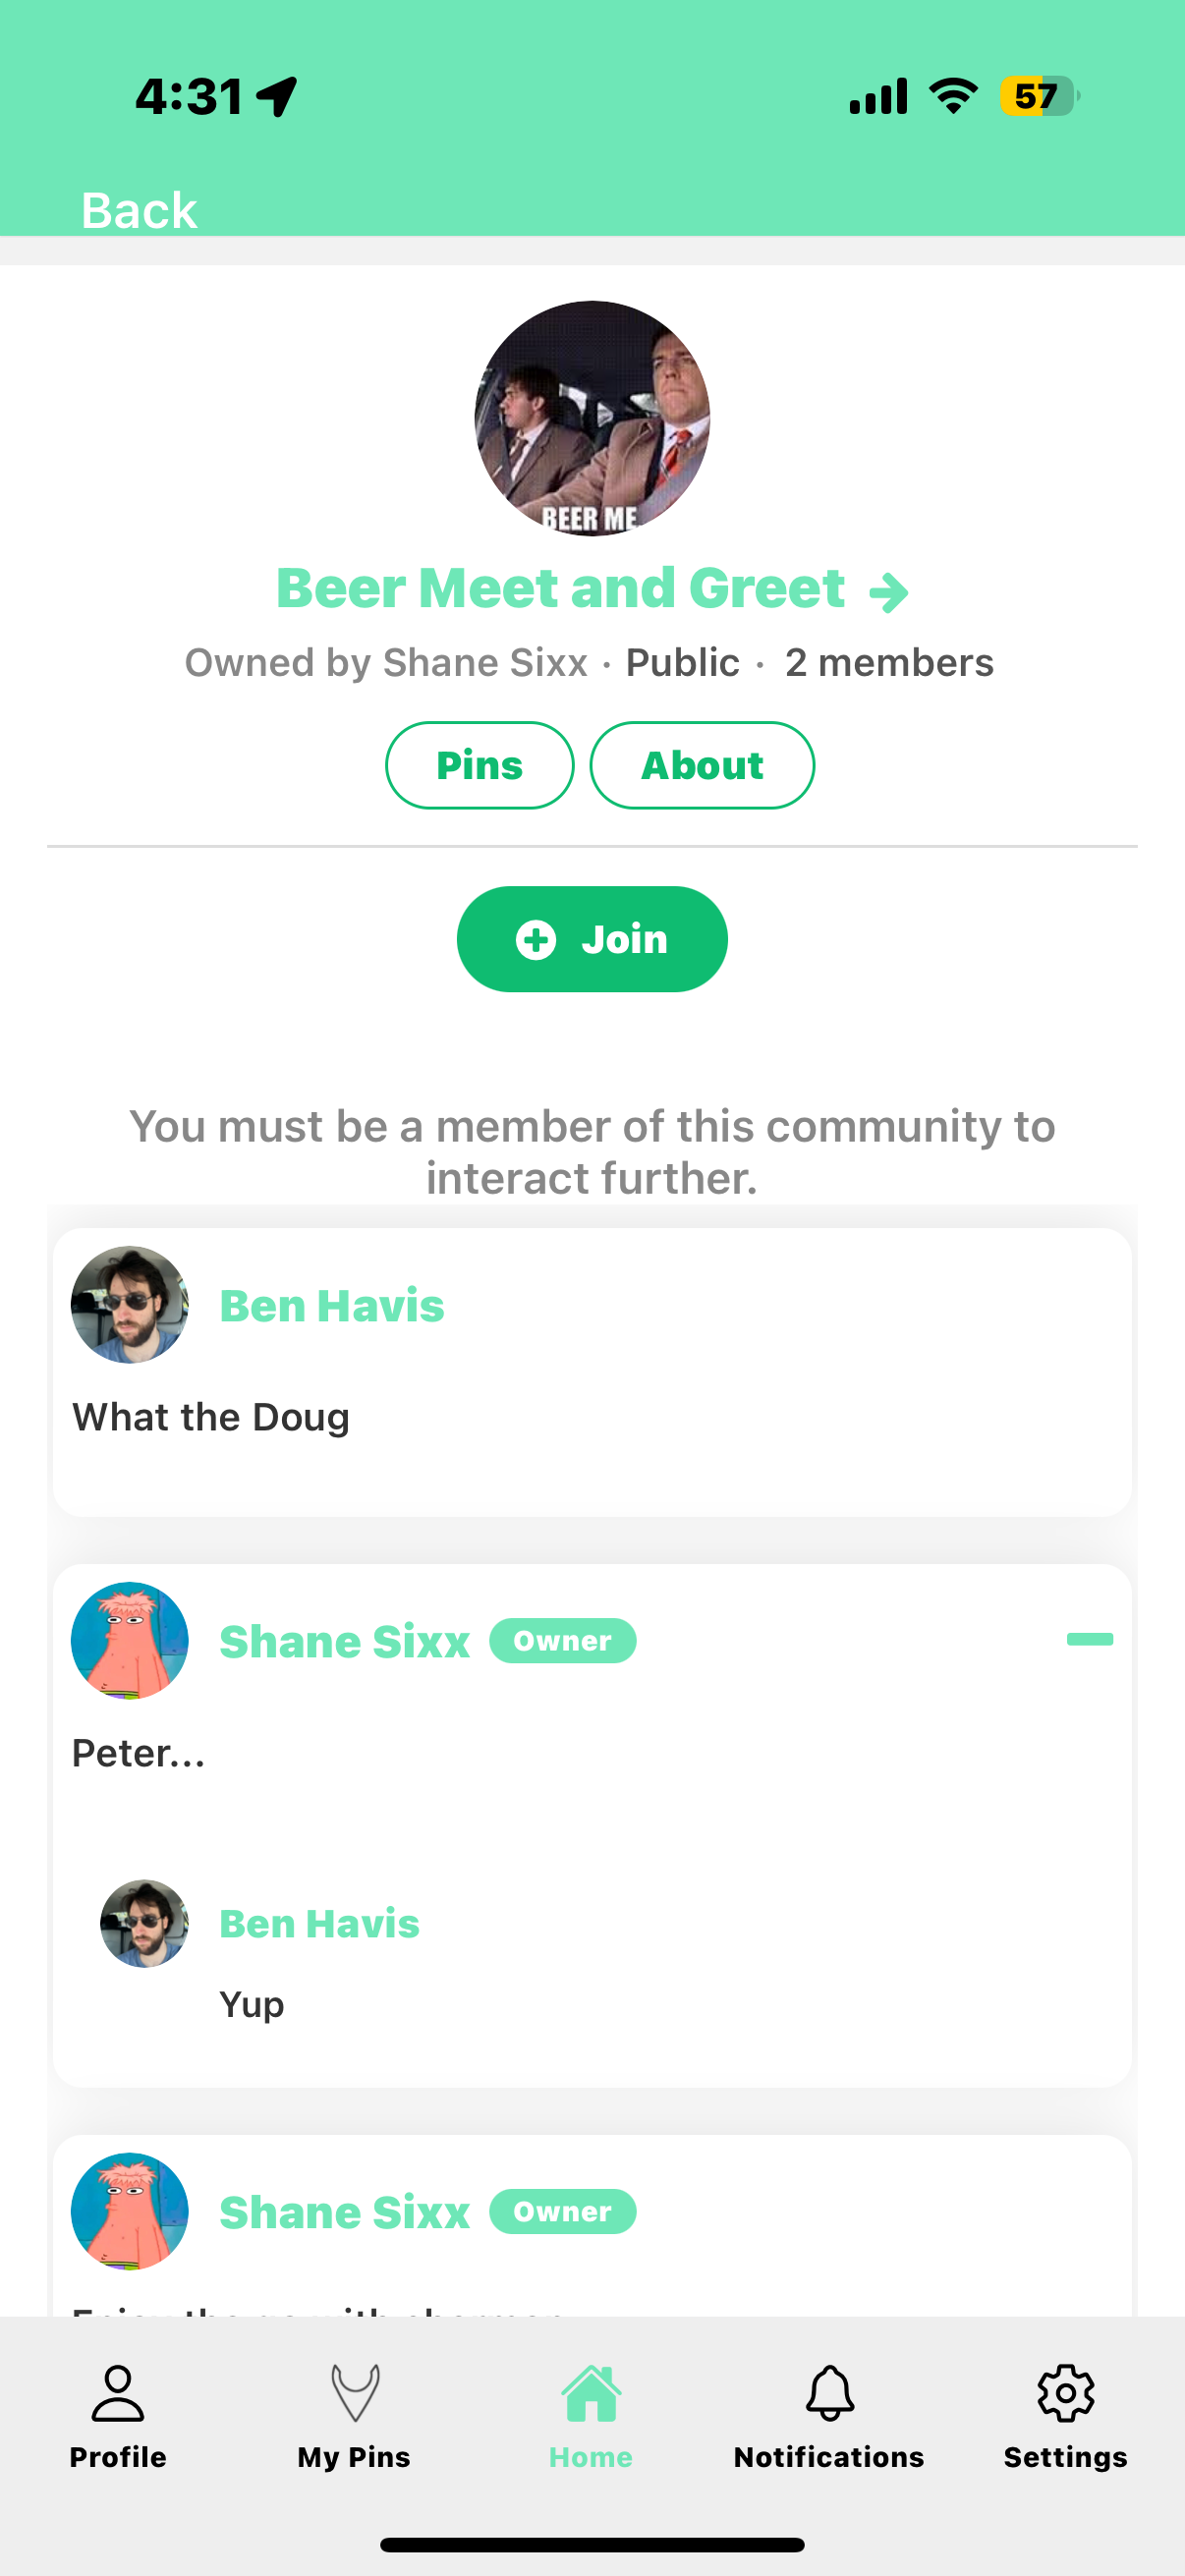 4:31
57
Back
BEER ME
Beer Meet and Greet
Owned by Shane Sixx · Public · 2 members
Pins About
Join
You must be a member of this community to
interact further.
Ben Havis
What the Doug
Shane Sixx Owner
Peter...
Ben Havis
Yup
Shane Sixx Owner
Profile My Pins Home Notifications Settings